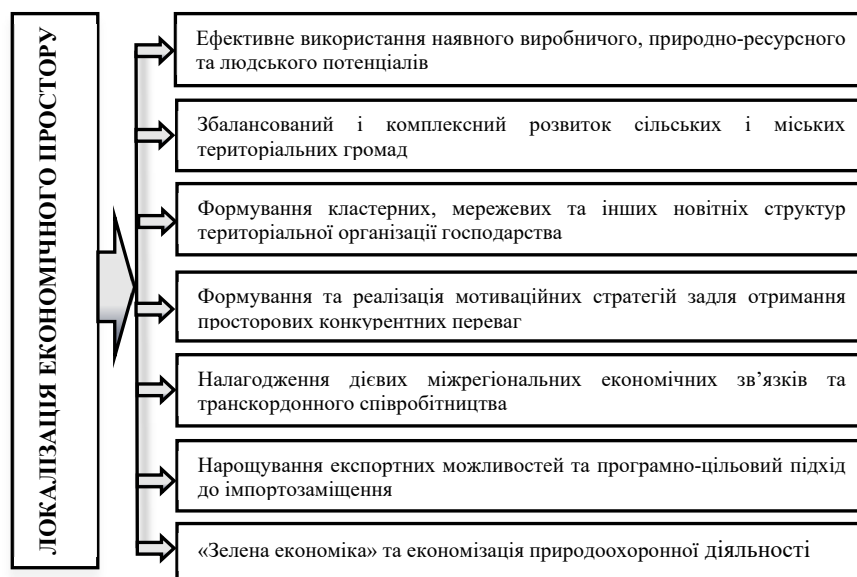 ЛОКАЛІЗАЦІЯ ЕКОНОМІЧНОГО ПРОСТОРУ
Ефективне використання наявного виробничого, природно-ресурсного
та людського потенціалів
Збалансований і комплексний розвиток сільських і міських
територіальних громад
Формування кластерних, мережевих та інших новітніх структур
територіальної організації господарства
Формування та реалізація мотиваційних стратегій задля отримання
просторових конкурентних переваг
Налагодження дієвих міжрегіональних економічних зв’язків та
транскордонного співробітництва
Нарощування експортних можливостей та програмно-цільовий підхід
до імпортозаміщення
«Зелена економіка» та економізація природоохоронної діяльності